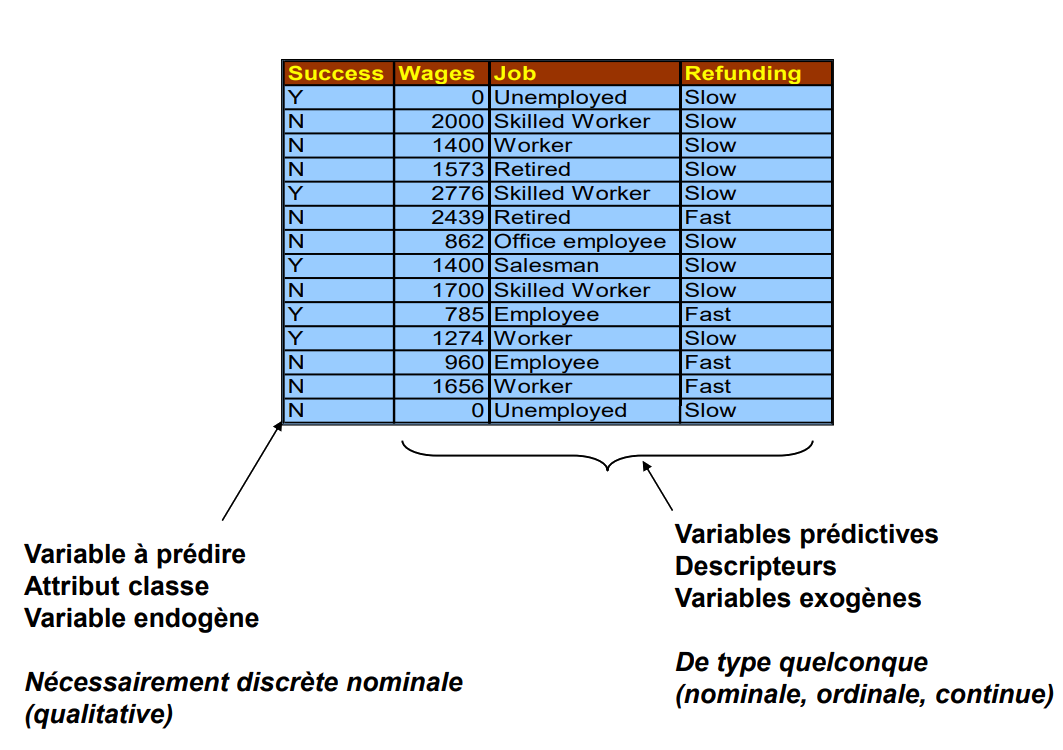 Success Wages Job Refunding
Y 0 Unemployed Slow
N 2000 Skilled Worker Slow
N 1400 Worker Slow
N 1573 Retired Slow
Y 2776 Skilled Worker Slow
N 2439 Retired Fast
N 862 Office employee Slow
Y 1400 Salesman Slow
N 1700 Skilled Worker Slow
Y 785 Employee Fast
Y 1274 Worker Slow
N 960 Employee Fast
N 1656 Worker Fast
N 0 Unemployed Slow
Variable à prédire
Attribut classe
Variable endogène
Nécessairement discrète nominale
(qualitative)
Variables prédictives
Descripteurs
Variables exogènes
De type quelconque
(nominale, ordinale, continue)